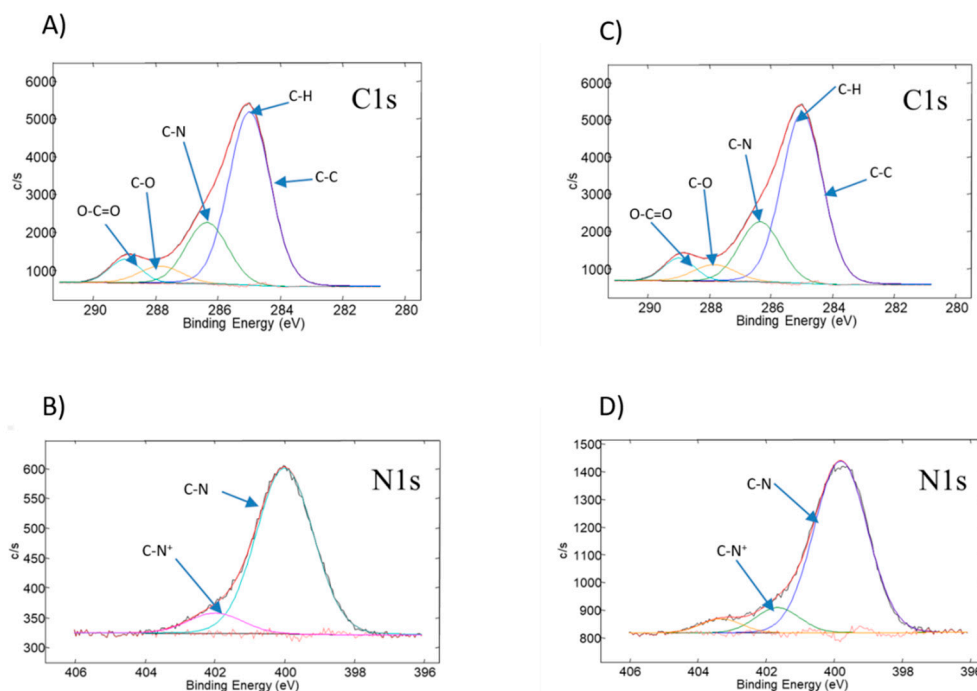 A)
6000
5000
4000
3000
2000
1000
c/s
C1s
C-H
C-N
C-O
C-C
O-C=O
290 288 286 284 282 280
Binding Energy (eV)
C)
6000
5000
4000
3000
2000
1000
c/s
C1s
C-H
C-N
C-O
C-C
O-C=O
290 288 286 284 282 280
Binding Energy (eV)
B)
600
550
500
450
400
350
300
c/s
N1s
C-N
C-N⁺
406 404 402 400 398 396
Binding Energy (eV)
D)
1500
1400
1300
1200
1100
1000
900
800
c/s
N1s
C-N
C-N⁺
406 404 402 400 398 396
Binding Energy (eV)